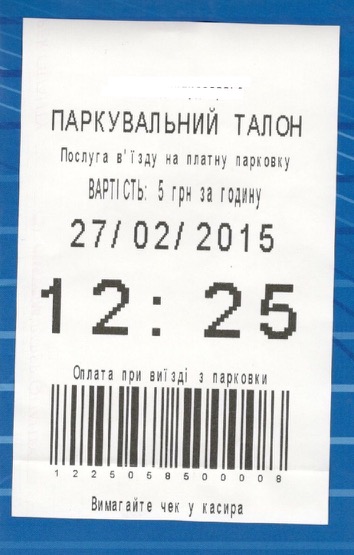 ПАРКУВАЛЬНИЙ ТАЛОН
Послуга в'їзду на платну парковку
ВАРТІСТЬ: 5 грн за годину
27/02/2015
12:25
Оплата при виїзді з парковки
122505850008
Вимагайте чек у касира